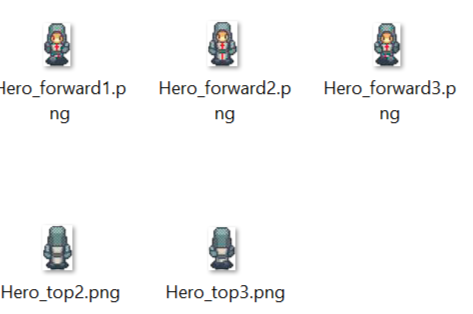 Hero_forward1.p Hero_forward2.p Hero_forward3.p
ng ng ng
Hero_top2.png Hero_top3.png